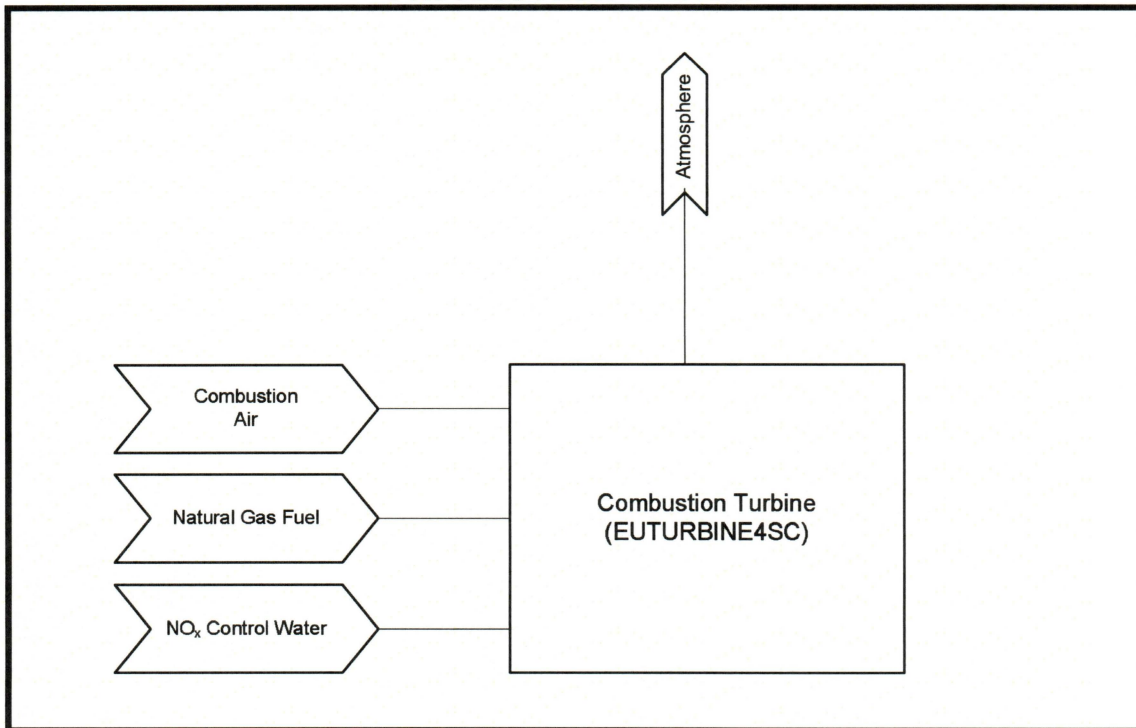 Atmosphere
Combustion
Air
Natural Gas Fuel
NOₓ Control Water
Combustion Turbine
(EUTURBINE4SC)